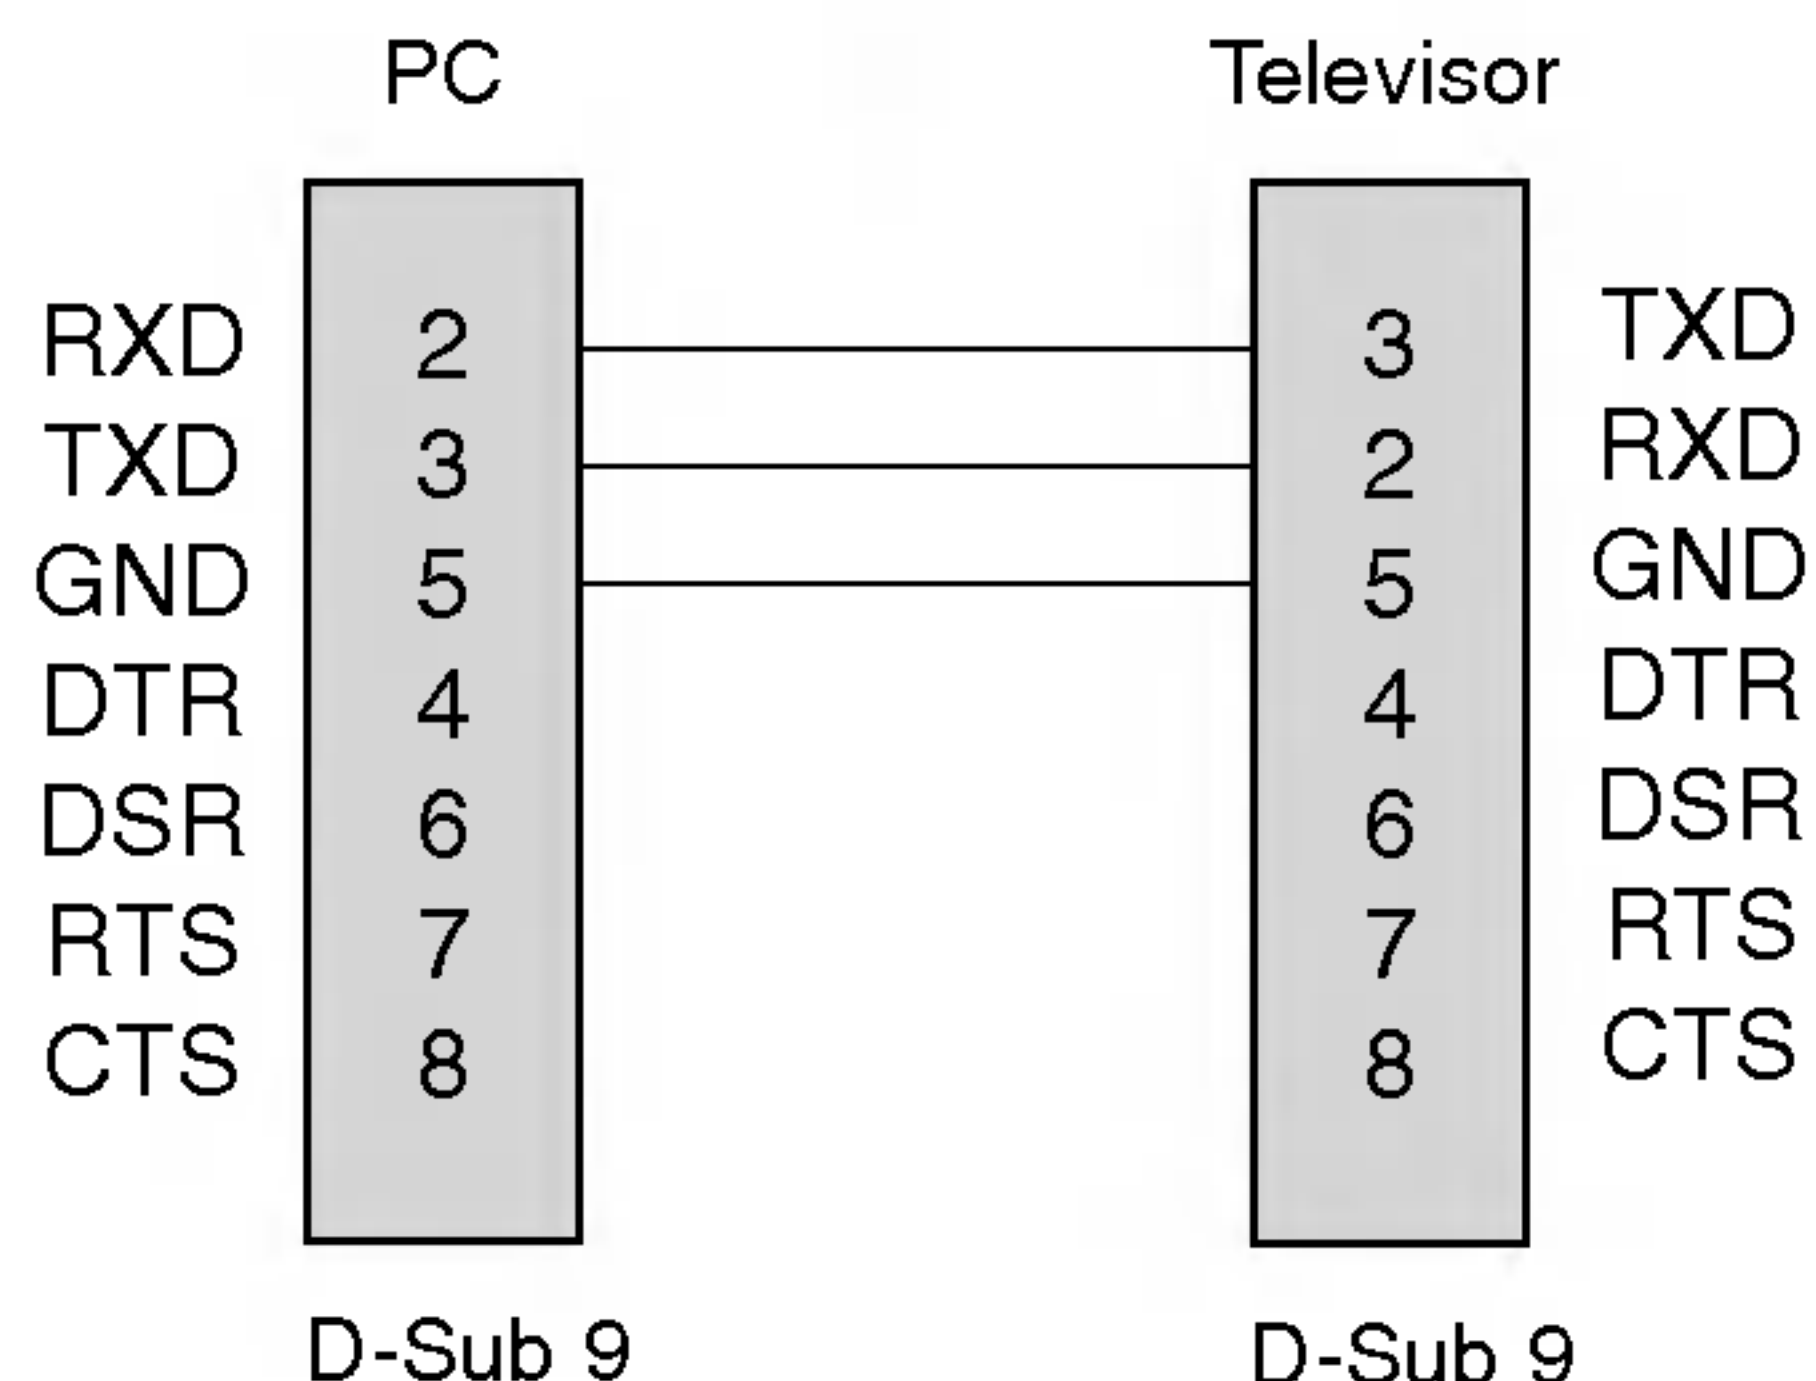 PC Televisor
RXD 2 3 TXD
TXD 3 2 RXD
GND 5 5 GND
DTR 4 4 DTR
DSR 6 6 DSR
RTS 7 7 RTS
CTS 8 8 CTS
D-Sub 9 D-Sub 9